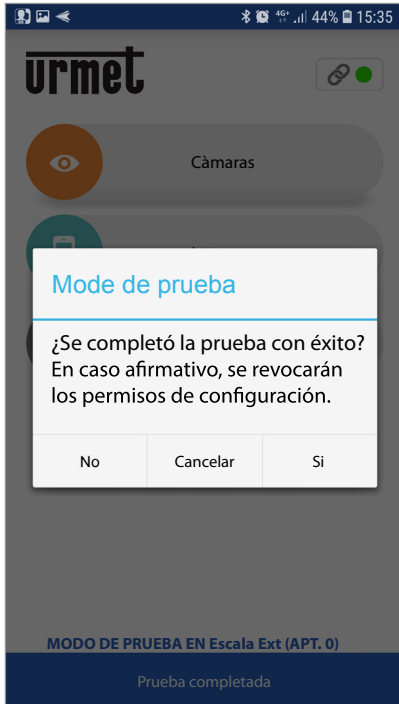 4G+ 44% 15:35
urmet
Càmaras
Mode de prueba
¿Se completó la prueba con éxito?
En caso afirmativo, se revocarán
los permisos de configuración.
No Cancelar Si
MODO DE PRUEBA EN Escala Ext (APT. 0)
Prueba completada